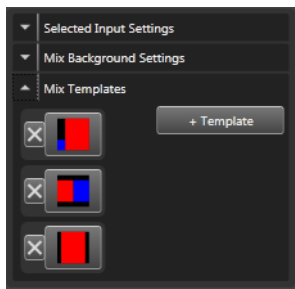 Selected Input Settings
Mix Background Settings
Mix Templates
+ Template